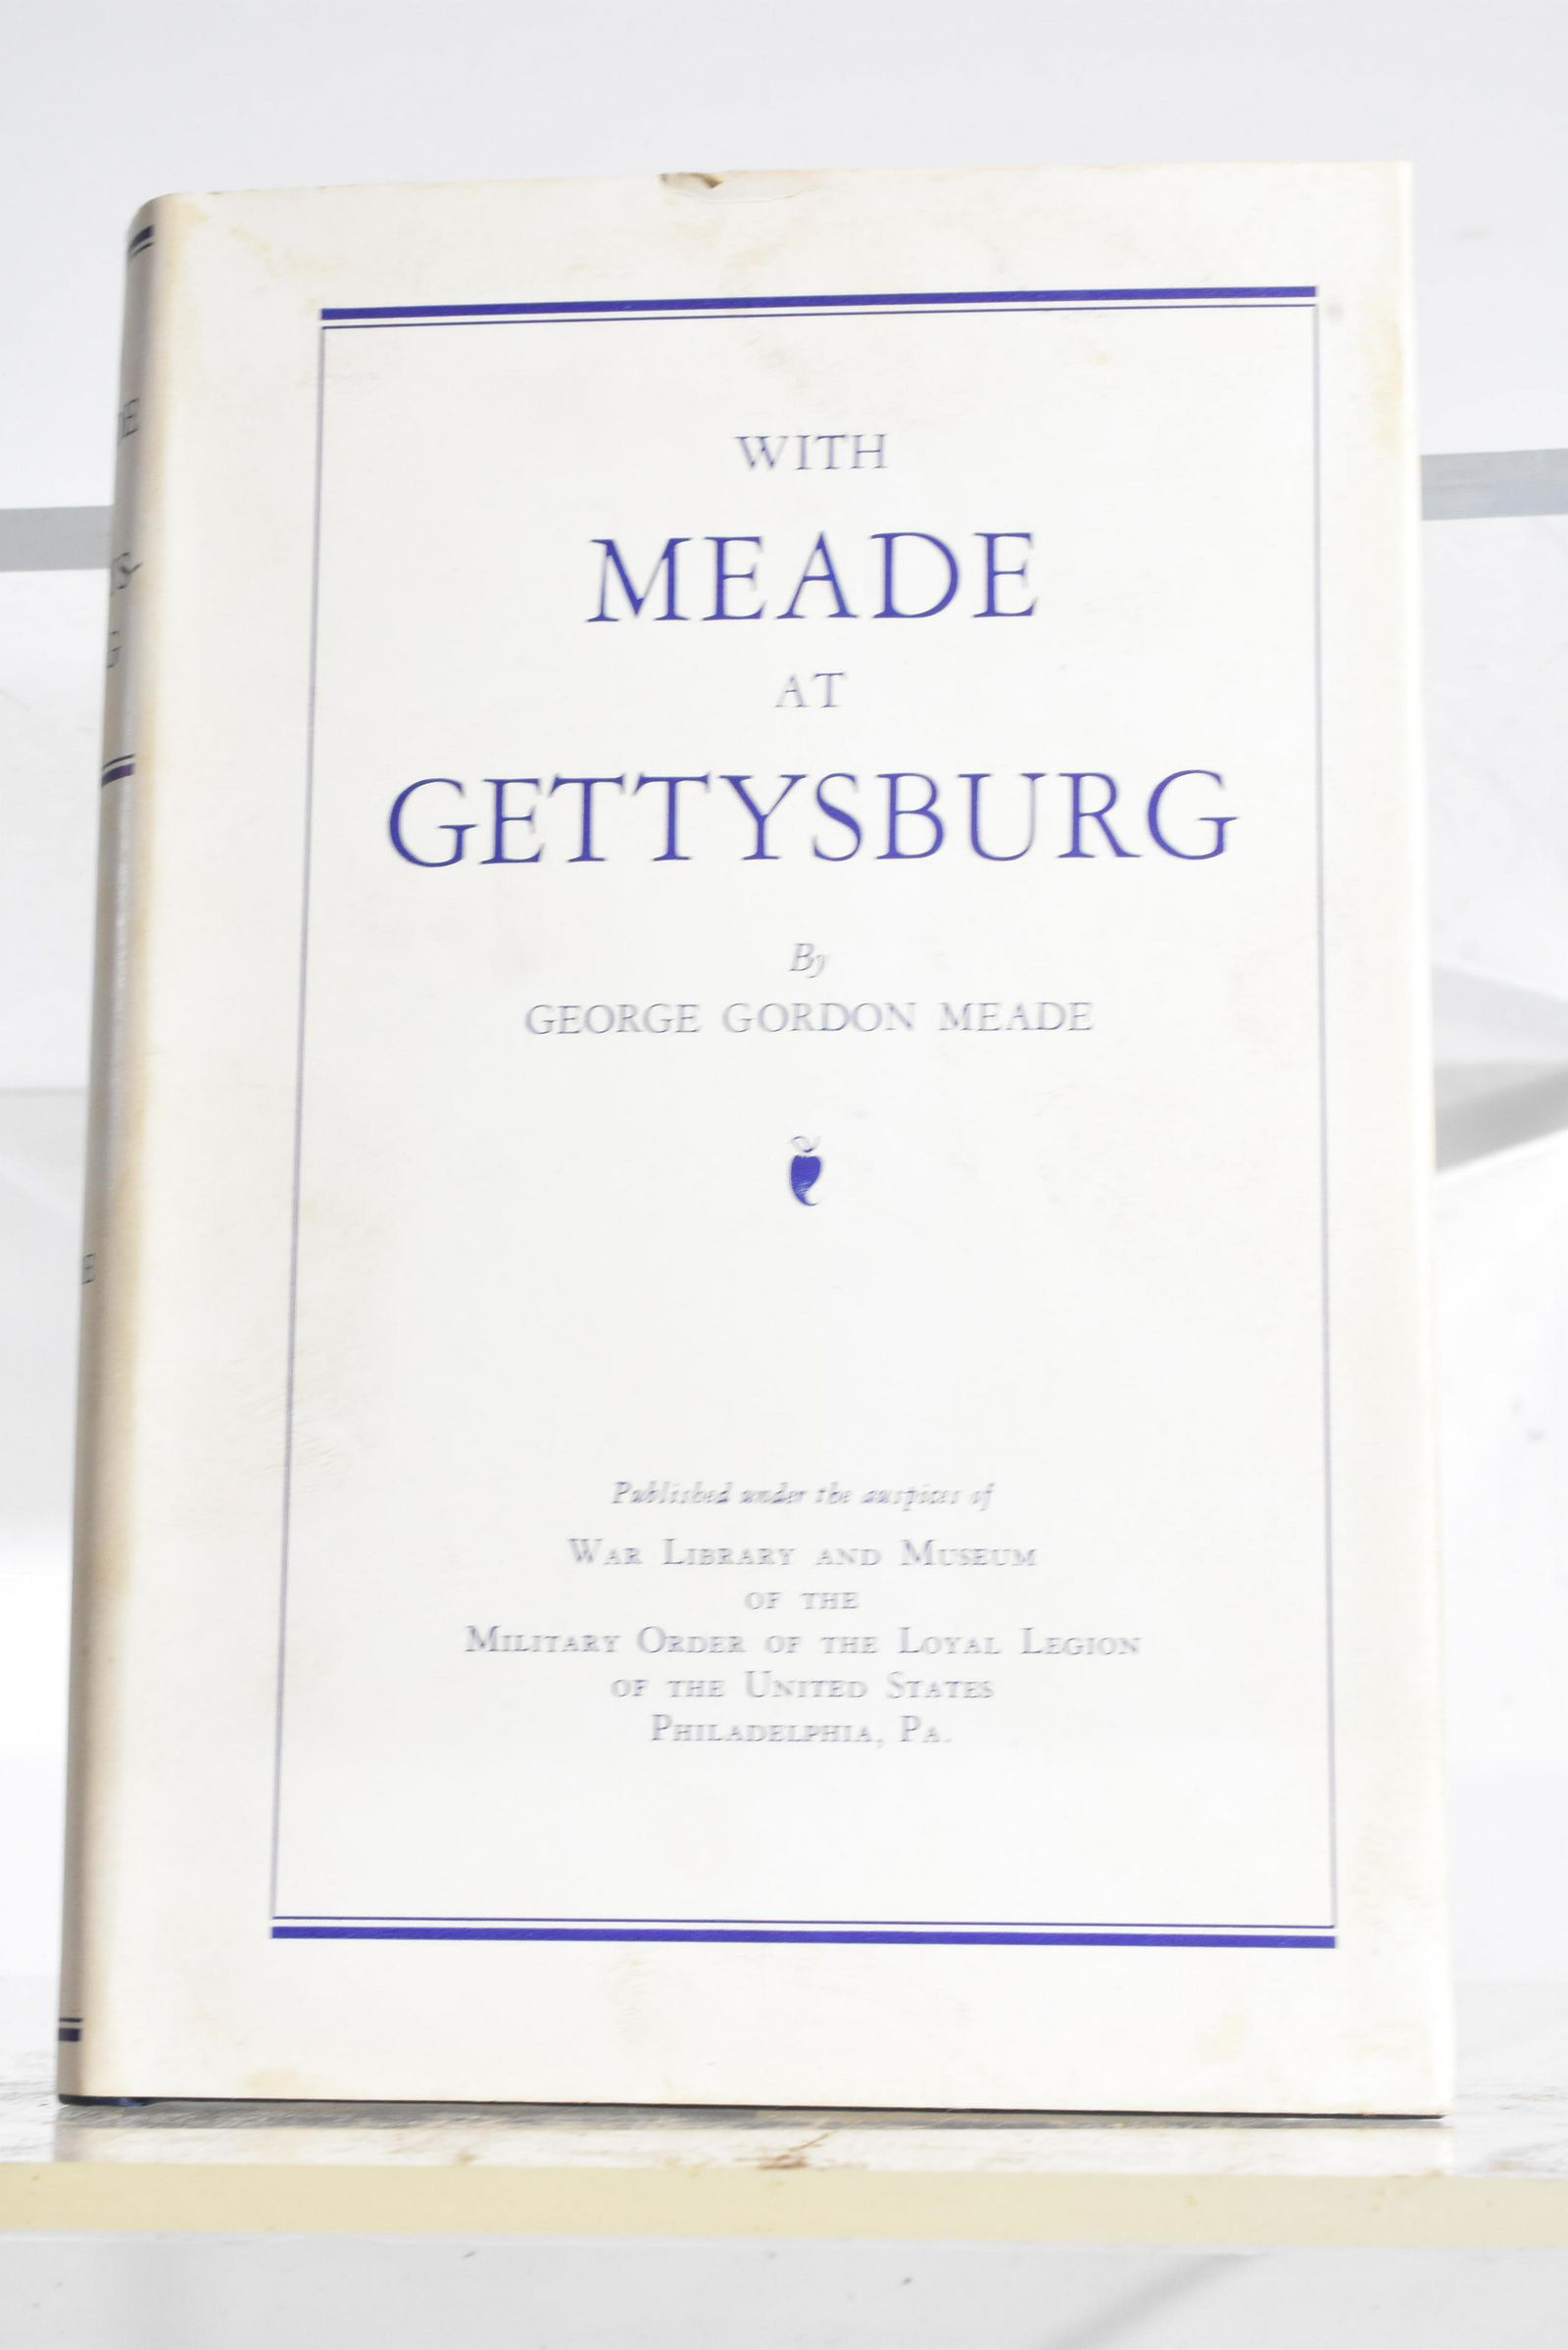 WITH
MEADE
AT
GETTYSBURG
By
GEORGE GORDON MEADE
Published under the auspices of
WAR LIBRARY AND MUSEUM
OF THE
MILITARY ORDER OF THE LOYAL LEGION
OF THE UNITED STATES
PHILADELPHIA, PA.